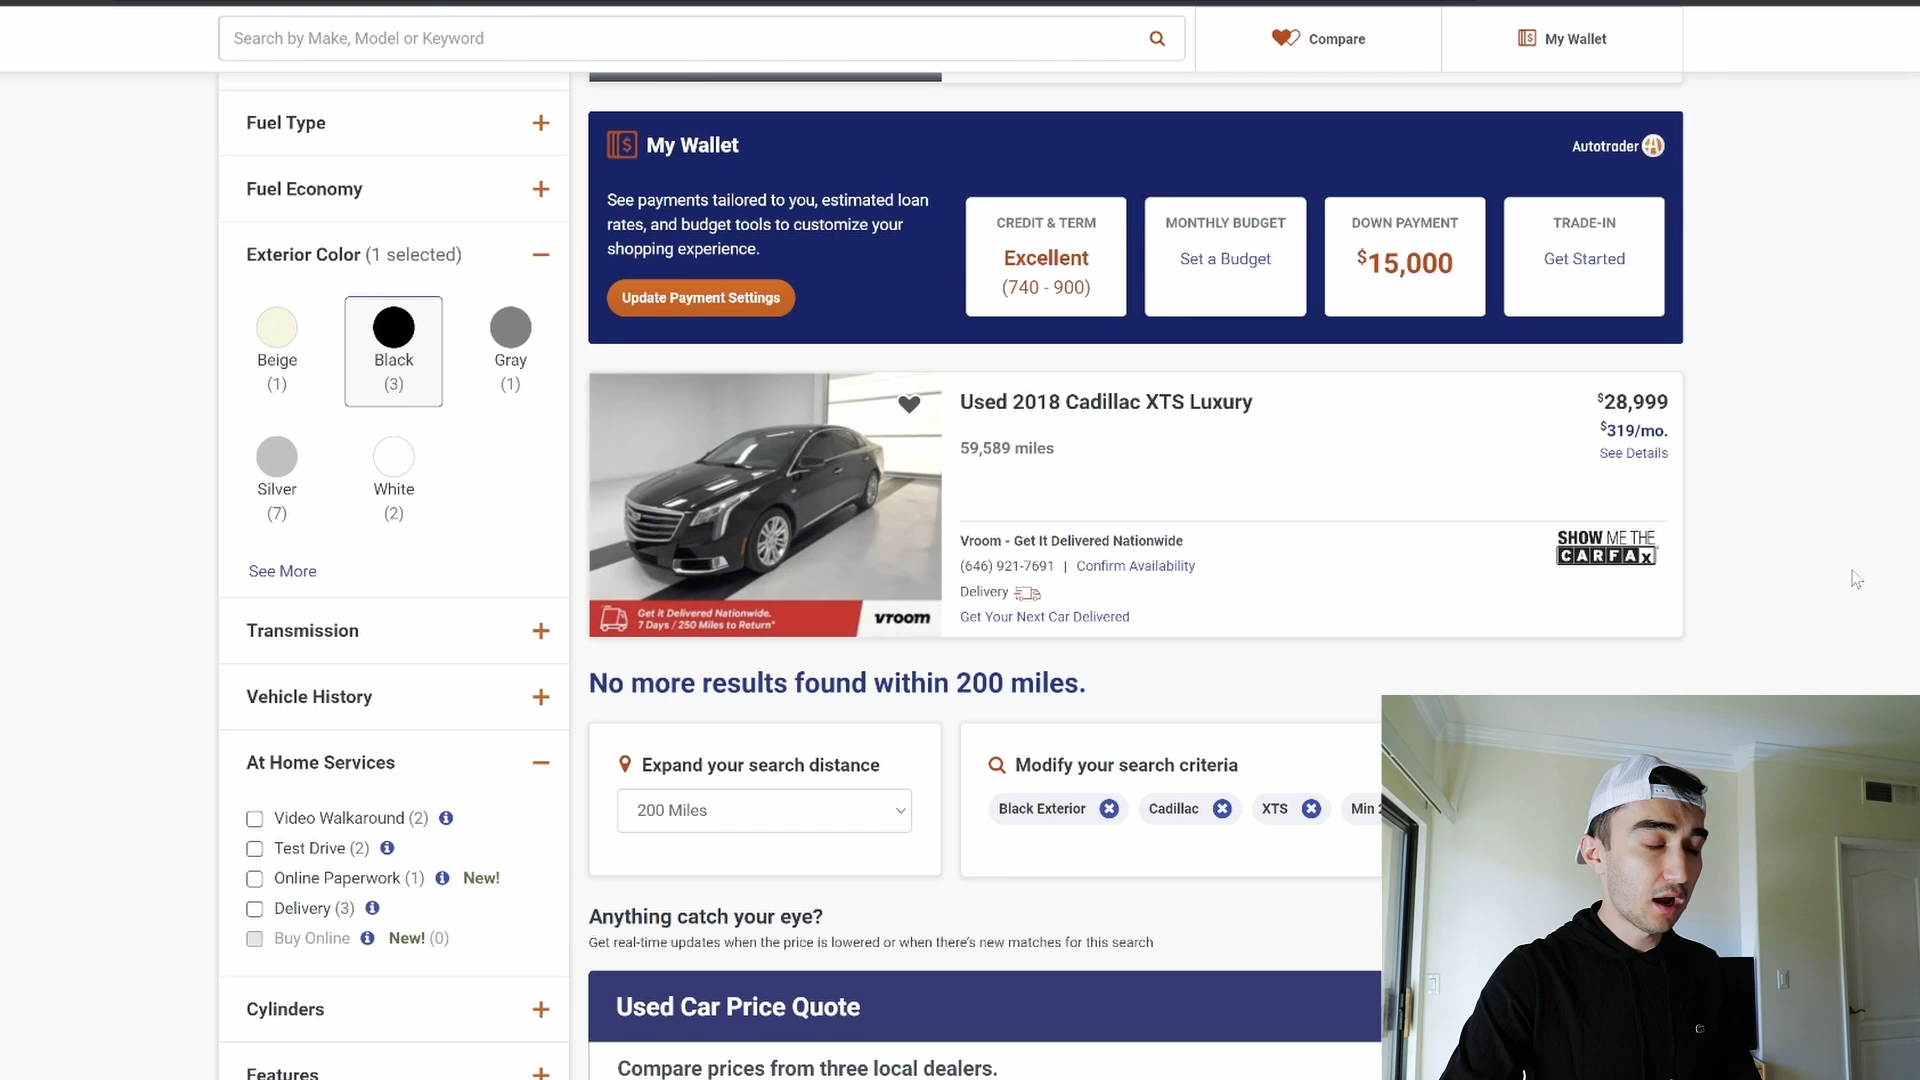 Search by Make, Model or Keyword
Compare
My Wallet
Fuel Type
Fuel Economy
Exterior Color (1 selected)
Beige
(1)
Black
(3)
Gray
(1)
Silver
(7)
White
(2)
See More
Transmission
Vehicle History
At Home Services
Video Walkaround (2)
Test Drive (2)
Online Paperwork (1) New!
Delivery (3)
Buy Online New! (0)
Cylinders
Features
My Wallet
Autotrader
See payments tailored to you, estimated loan
rates, and budget tools to customize your
shopping experience.
Update Payment Settings
CREDIT & TERM
Excellent
(740 - 900)
MONTHLY BUDGET
Set a Budget
DOWN PAYMENT
$15,000
TRADE-IN
Get Started
Get it Delivered Nationwide.
7 Days / 250 Miles to Return*
vroom
Used 2018 Cadillac XTS Luxury
59,589 miles
$28,999
$319/mo.
See Details
Vroom - Get It Delivered Nationwide
(646) 921-7691 | Confirm Availability
Delivery
Get Your Next Car Delivered
SHOW ME THE
CARFAX
No more results found within 200 miles.
Expand your search distance
200 Miles
Modify your search criteria
Black Exterior
Cadillac
XTS
Min
Anything catch your eye?
Get real-time updates when the price is lowered or when there's new matches for this search
Used Car Price Quote
Compare prices from three local dealers.